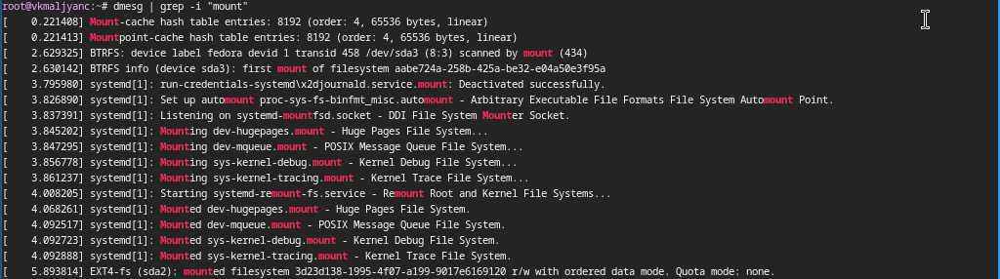 root@vkmaljyanc:~# dmesg | grep -i "mount"
[    0.221408] Mount-cache hash table entries: 8192 (order: 4, 65536 bytes, linear)
[    0.221413] Mountpoint-cache hash table entries: 8192 (order: 4, 65536 bytes, linear)
[    2.629325] BTRFS: device label fedora devid 1 transid 458 /dev/sda3 (8:3) scanned by mount (434)
[    2.630142] BTRFS info (device sda3): first mount of filesystem aabe724a-258b-425a-be32-e04a50e3f95a
[    3.795980] systemd[1]: run-credentials-systemd\x2djournald.service.mount: Deactivated successfully.
[    3.826890] systemd[1]: Set up automount proc-sys-fs-binfmt_misc.automount - Arbitrary Executable File Formats File System Automount Point.
[    3.837391] systemd[1]: Listening on systemd-mountfsd.socket - DDI File System Mounter Socket.
[    3.845202] systemd[1]: Mounting dev-hugepages.mount - Huge Pages File System...
[    3.847295] systemd[1]: Mounting dev-mqueue.mount - POSIX Message Queue File System...
[    3.856778] systemd[1]: Mounting sys-kernel-debug.mount - Kernel Debug File System...
[    3.861237] systemd[1]: Mounting sys-kernel-tracing.mount - Kernel Trace File System...
[    4.008205] systemd[1]: Starting systemd-remount-fs.service - Remount Root and Kernel File Systems...
[    4.068261] systemd[1]: Mounted dev-hugepages.mount - Huge Pages File System.
[    4.092517] systemd[1]: Mounted dev-mqueue.mount - POSIX Message Queue File System.
[    4.092723] systemd[1]: Mounted sys-kernel-debug.mount - Kernel Debug File System.
[    4.092888] systemd[1]: Mounted sys-kernel-tracing.mount - Kernel Trace File System.
[    5.893814] EXT4-fs (sda2): mounted filesystem 3d23d138-1995-4f07-a199-9017e6169120 r/w with ordered data mode. Quota mode: none.